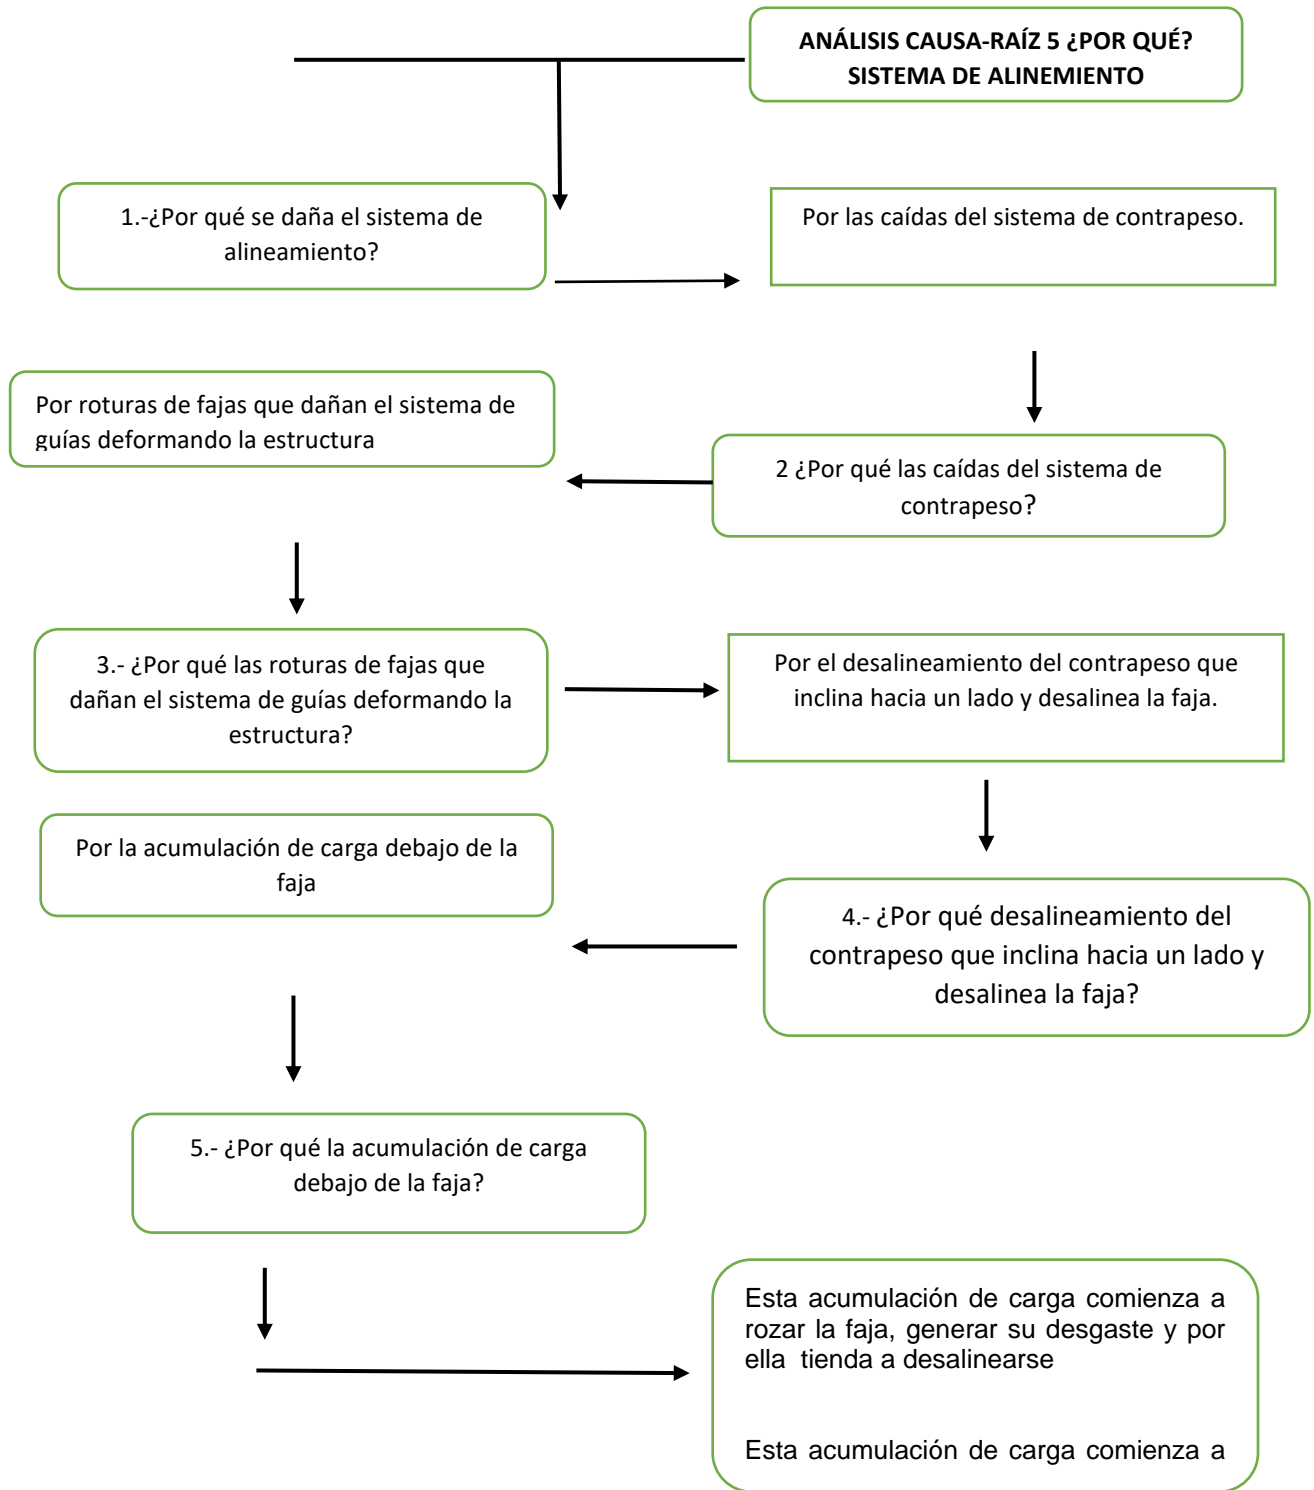 ANÁLISIS CAUSA-RAÍZ 5 ¿POR QUÉ?
SISTEMA DE ALINEMIENTO
1.-¿Por qué se daña el sistema de
alineamiento?
Por las caídas del sistema de contrapeso.
Por roturas de fajas que dañan el sistema de
guías deformando la estructura
2 ¿Por qué las caídas del sistema de
contrapeso?
3.- ¿Por qué las roturas de fajas que
dañan el sistema de guías deformando la
estructura?
Por el desalineamiento del contrapeso que
inclina hacia un lado y desalinea la faja.
Por la acumulación de carga debajo de la
faja
4.- ¿Por qué desalineamiento del
contrapeso que inclina hacia un lado y
desalinea la faja?
5.- ¿Por qué la acumulación de carga
debajo de la faja?
Esta acumulación de carga comienza a
rozar la faja, generar su desgaste y por
ella tienda a desalinearse
Esta acumulación de carga comienza a